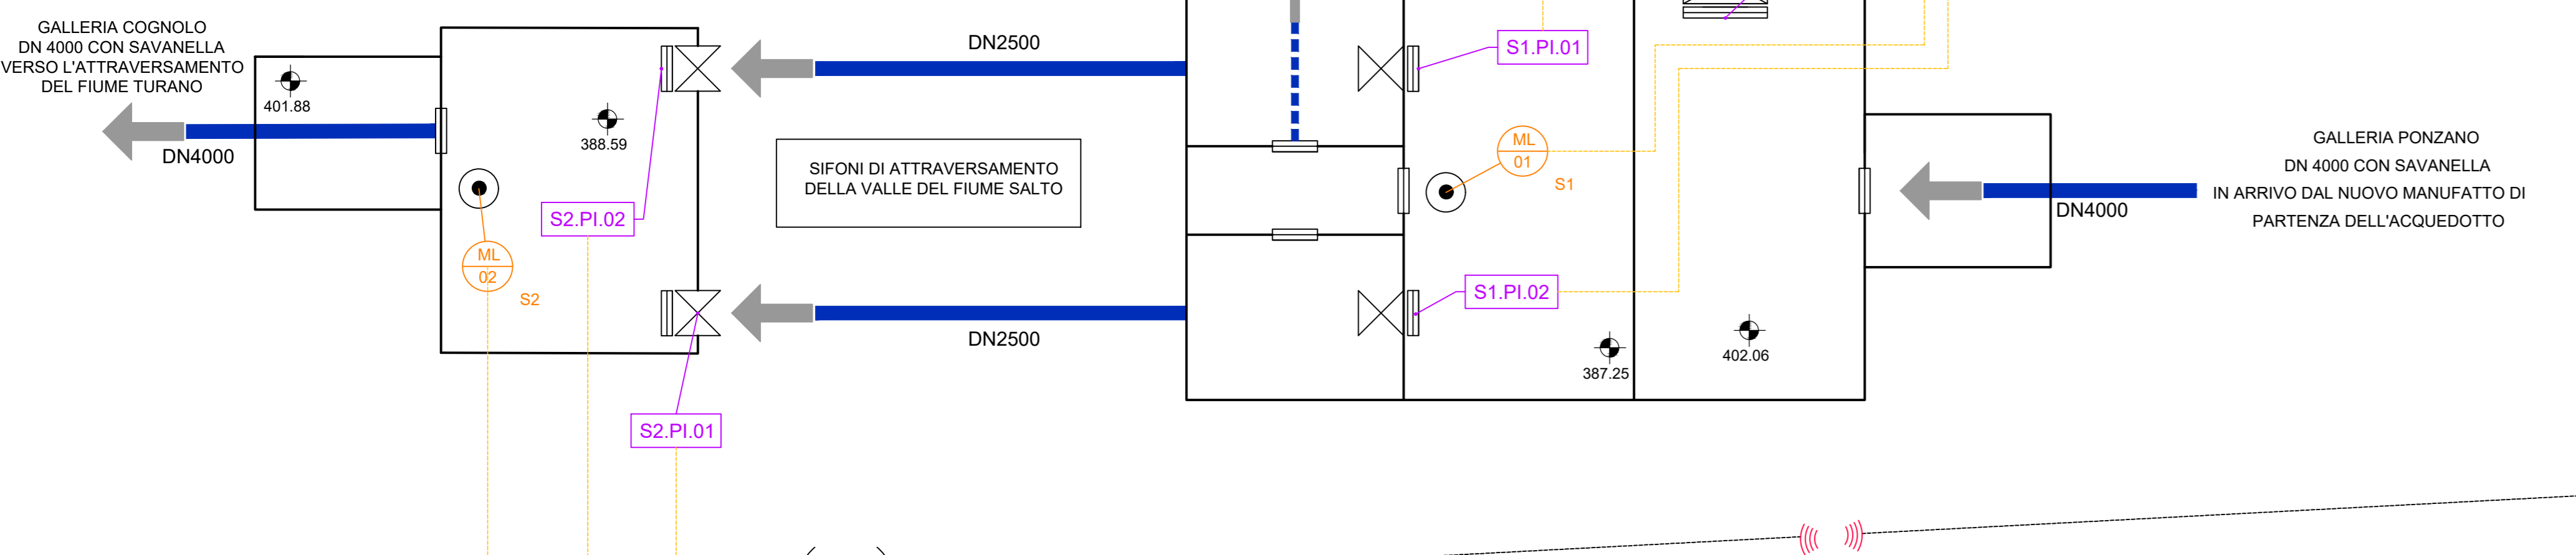 GALLERIA COGNOLO
DN 4000 CON SAVANELLA
VERSO L'ATTRAVERSAMENTO
DEL FIUME TURANO
401.88
DN4000
388.59
ML
02
S2
S2.PI.02
S2.PI.01
DN2500
SIFONI DI ATTRAVERSAMENTO
DELLA VALLE DEL FIUME SALTO
DN2500
S1.PI.01
ML
01
S1
S1.PI.02
387.25
402.06
DN4000
GALLERIA PONZANO
DN 4000 CON SAVANELLA
IN ARRIVO DAL NUOVO MANUFATTO DI
PARTENZA DELL'ACQUEDOTTO